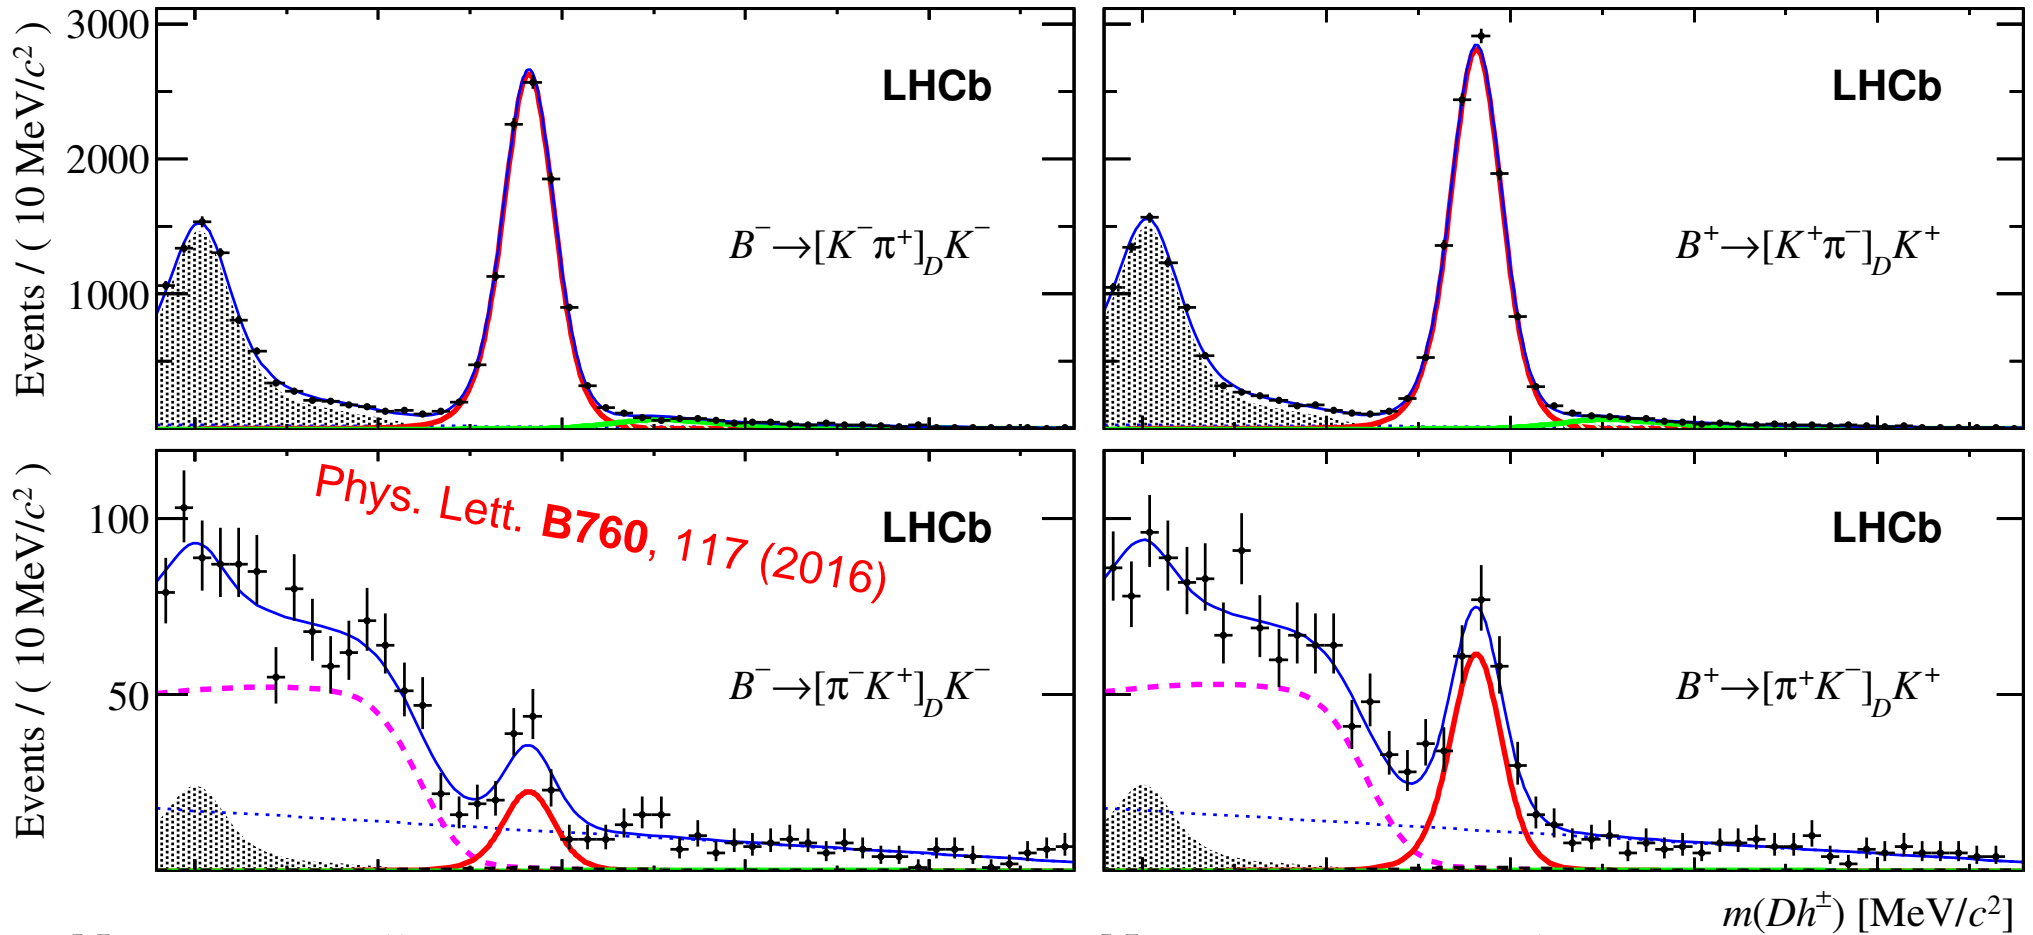 Events / ( 10 MeV/c² )
3000
2000
1000
LHCb
B⁻→[K⁻π⁺]_D K⁻
LHCb
B⁺→[K⁺π⁻]_D K⁺
Events / ( 10 MeV/c² )
100
50
Phys. Lett. B760, 117 (2016)
LHCb
B⁻→[π⁻K⁺]_D K⁻
LHCb
B⁺→[π⁺K⁻]_D K⁺
m(Dh±) [MeV/c²]